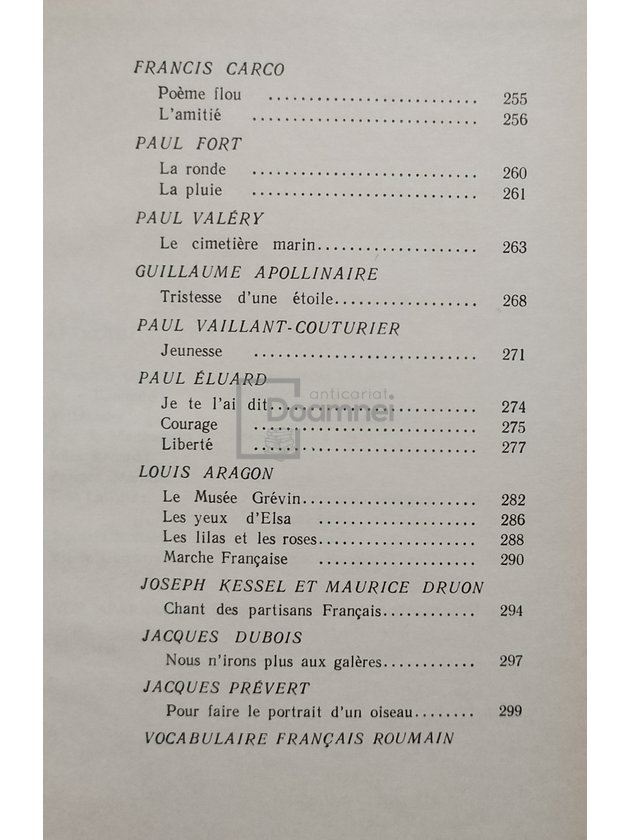 FRANCIS CARCO
Poème flou .......................... 255
L'amitié ............................ 256
PAUL FORT
La ronde ............................ 260
La pluie ............................ 261
PAUL VALÉRY
Le cimetière marin.................... 263
GUILLAUME APOLLINAIRE
Tristesse d'une étoile.................. 268
PAUL VAILLANT-COUTURIER
Jeunesse ............................ 271
PAUL ÉLUARD
anticariat
Je te l'ai dit.......................... 274
Doamnei
Courage ............................ 275
Liberté ............................ 277
LOUIS ARAGON
Le Musée Grévin...................... 282
Les yeux d'Elsa .................... 286
Les lilas et les roses.................... 288
Marche Française .................... 290
JOSEPH KESSEL ET MAURICE DRUON
Chant des partisans Français............ 294
JACQUES DUBOIS
Nous n'irons plus aux galères............ 297
JACQUES PRÉVERT
Pour faire le portrait d'un oiseau........ 299
VOCABULAIRE FRANÇAIS ROUMAIN